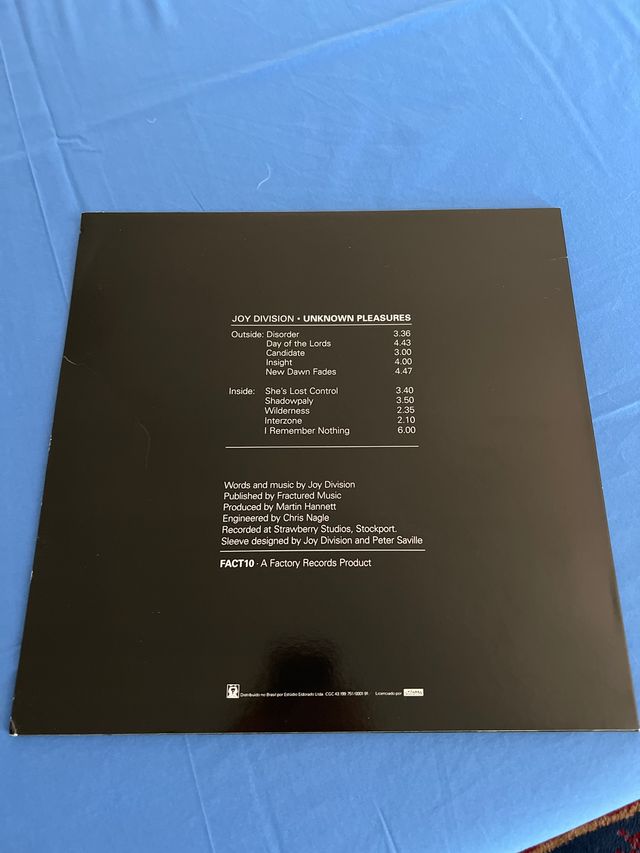 JOY DIVISION • UNKNOWN PLEASURES
Outside: Disorder 3.36
Day of the Lords 4.43
Candidate 3.00
Insight 4.00
New Dawn Fades 4.47
Inside: She's Lost Control 3.40
Shadowpaly 3.50
Wilderness 2.35
Interzone 2.10
I Remember Nothing 6.00
Words and music by Joy Division
Published by Fractured Music
Produced by Martin Hannett
Engineered by Chris Nagle
Recorded at Strawberry Studios, Stockport.
Sleeve designed by Joy Division and Peter Saville
FACT10 · A Factory Records Product
Distribuído no Brasil por Estúdio Eldorado Ltda CGC Licenciado por